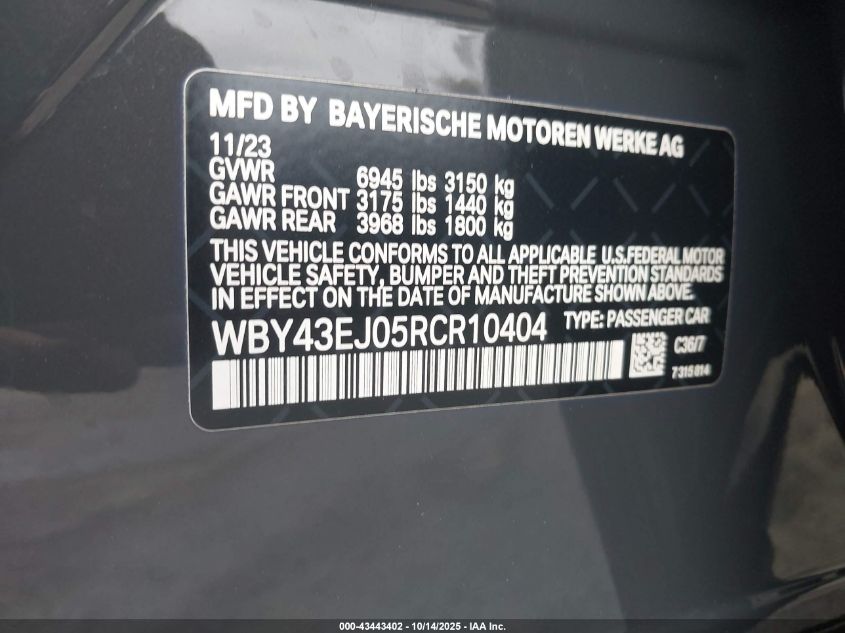 MFD BY BAYERISCHE MOTOREN WERKE AG
11/23
GVWR 6945 lbs 3150 kg
GAWR FRONT 3175 lbs 1440 kg
GAWR REAR 3968 lbs 1800 kg
THIS VEHICLE CONFORMS TO ALL APPLICABLE U.S.FEDERAL MOTOR
VEHICLE SAFETY, BUMPER AND THEFT PREVENTION STANDARDS
IN EFFECT ON THE DATE OF MANUFACTURE SHOWN ABOVE.
WBY43EJ05RCR10404 TYPE: PASSENGER CAR
C36/7
7315814
000-43443402 - 10/14/2025 - IAA Inc.